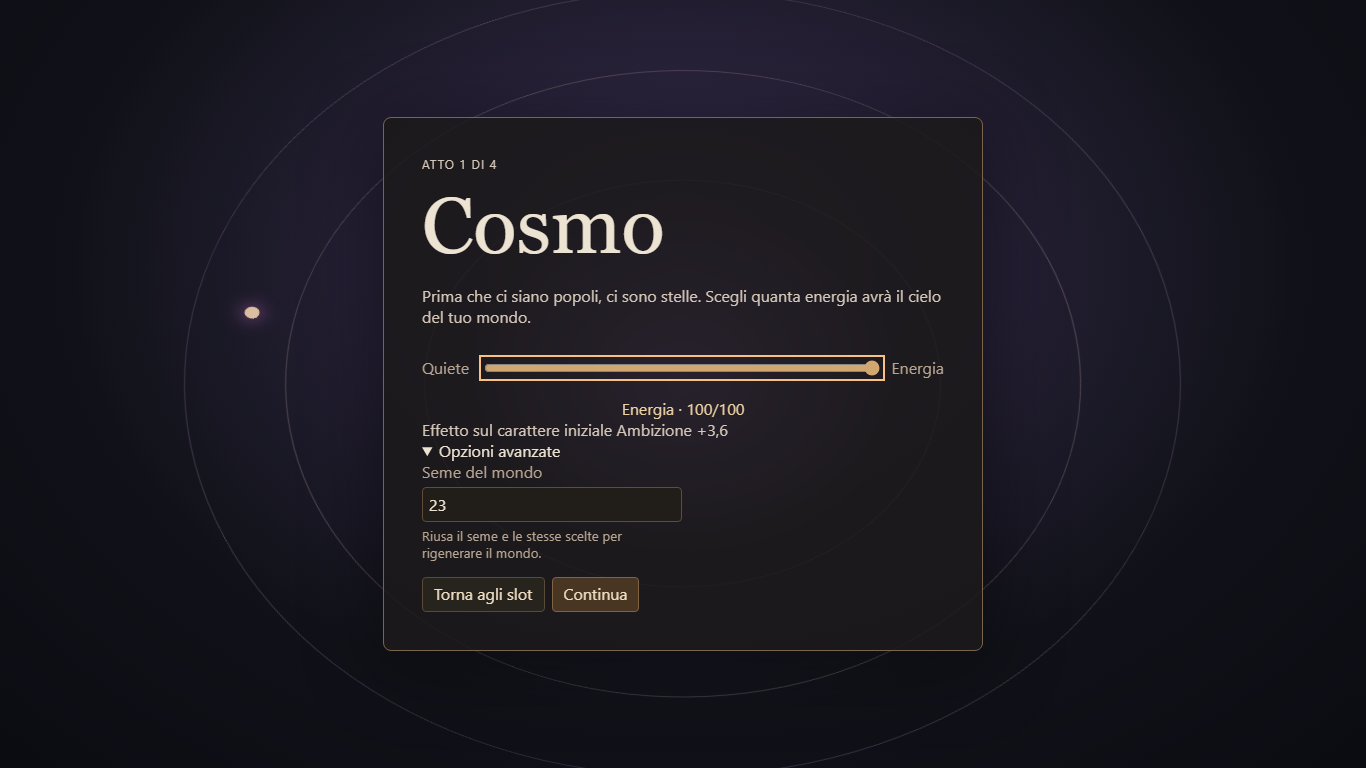 ATTO 1 DI 4
Cosmo
Prima che ci siano popoli, ci sono stelle. Scegli quanta energia avrà il cielo
del tuo mondo.
Quiete Energia
Energia · 100/100
Effetto sul carattere iniziale Ambizione +3,6
▼ Opzioni avanzate
Seme del mondo
23
Riusa il seme e le stesse scelte per
rigenerare il mondo.
Torna agli slot Continua